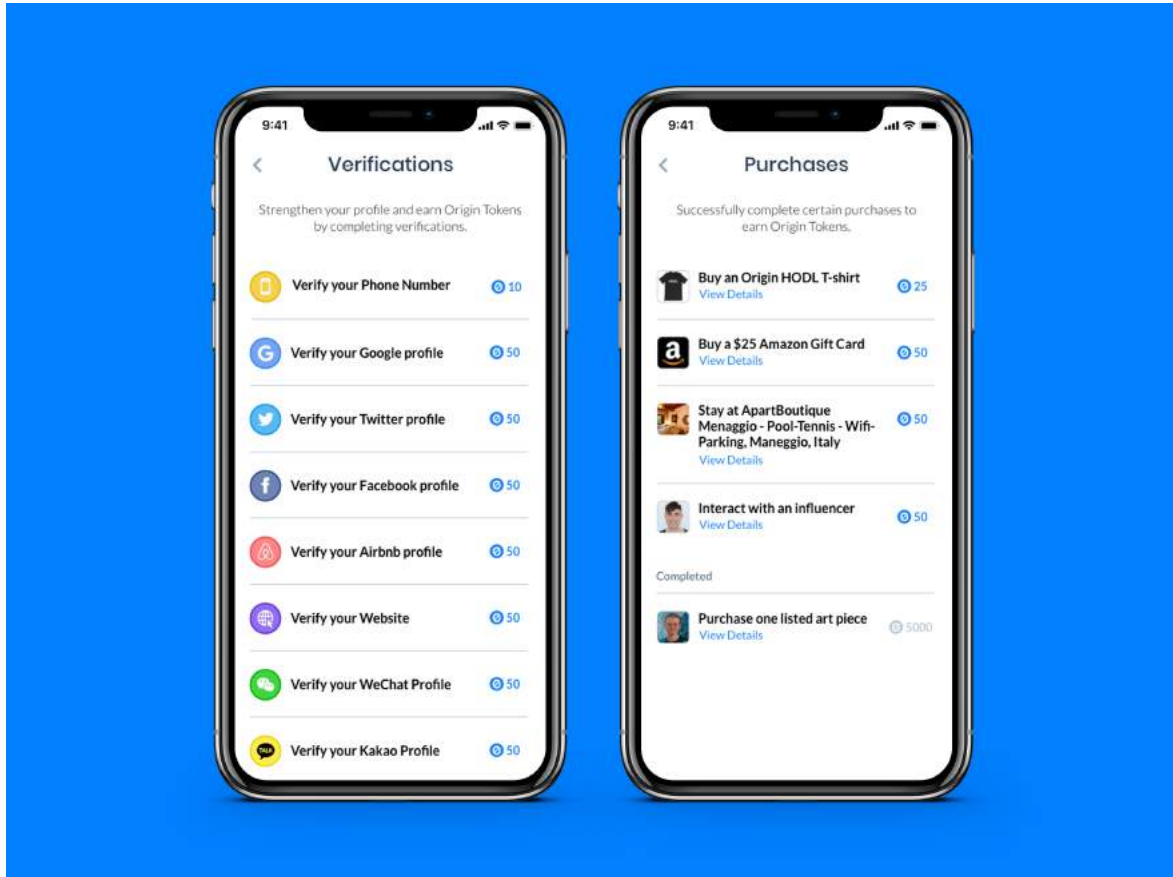 9:41
Verifications
Strengthen your profile and earn Origin Tokens
by completing verifications.
Verify your Phone Number 10
G Verify your Google profile 50
Verify your Twitter profile 50
f Verify your Facebook profile 50
Verify your Airbnb profile 50
Verify your Website 50
Verify your WeChat Profile 50
TALK Verify your Kakao Profile 50
9:41
Purchases
Successfully complete certain purchases to
earn Origin Tokens.
Buy an Origin HODL T-shirt 25
View Details
a Buy a $25 Amazon Gift Card 50
View Details
Stay at ApartBoutique 50
Menaggio - Pool-Tennis - Wifi-
Parking, Maneggio, Italy
View Details
Interact with an influencer 50
View Details
Completed
Purchase one listed art piece 5000
View Details